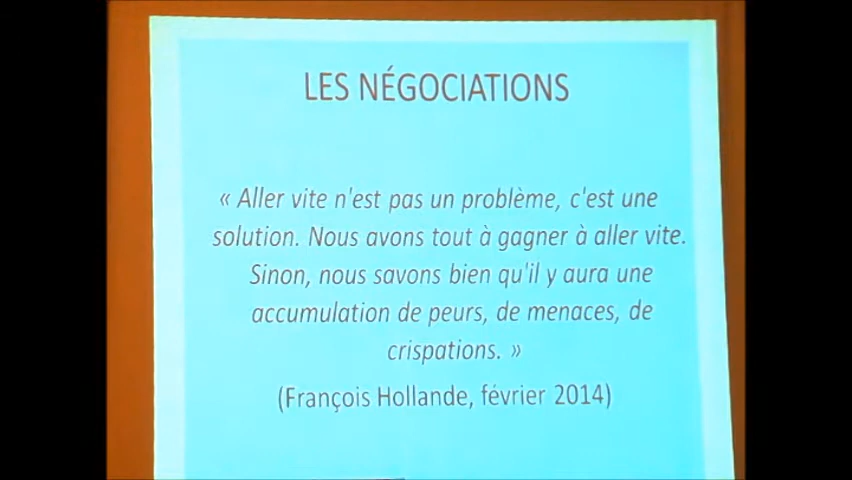 LES NÉGOCIATIONS
« Aller vite n'est pas un problème, c'est une
solution. Nous avons tout à gagner à aller vite.
Sinon, nous savons bien qu'il y aura une
accumulation de peurs, de menaces, de
crispations. »
(François Hollande, février 2014)